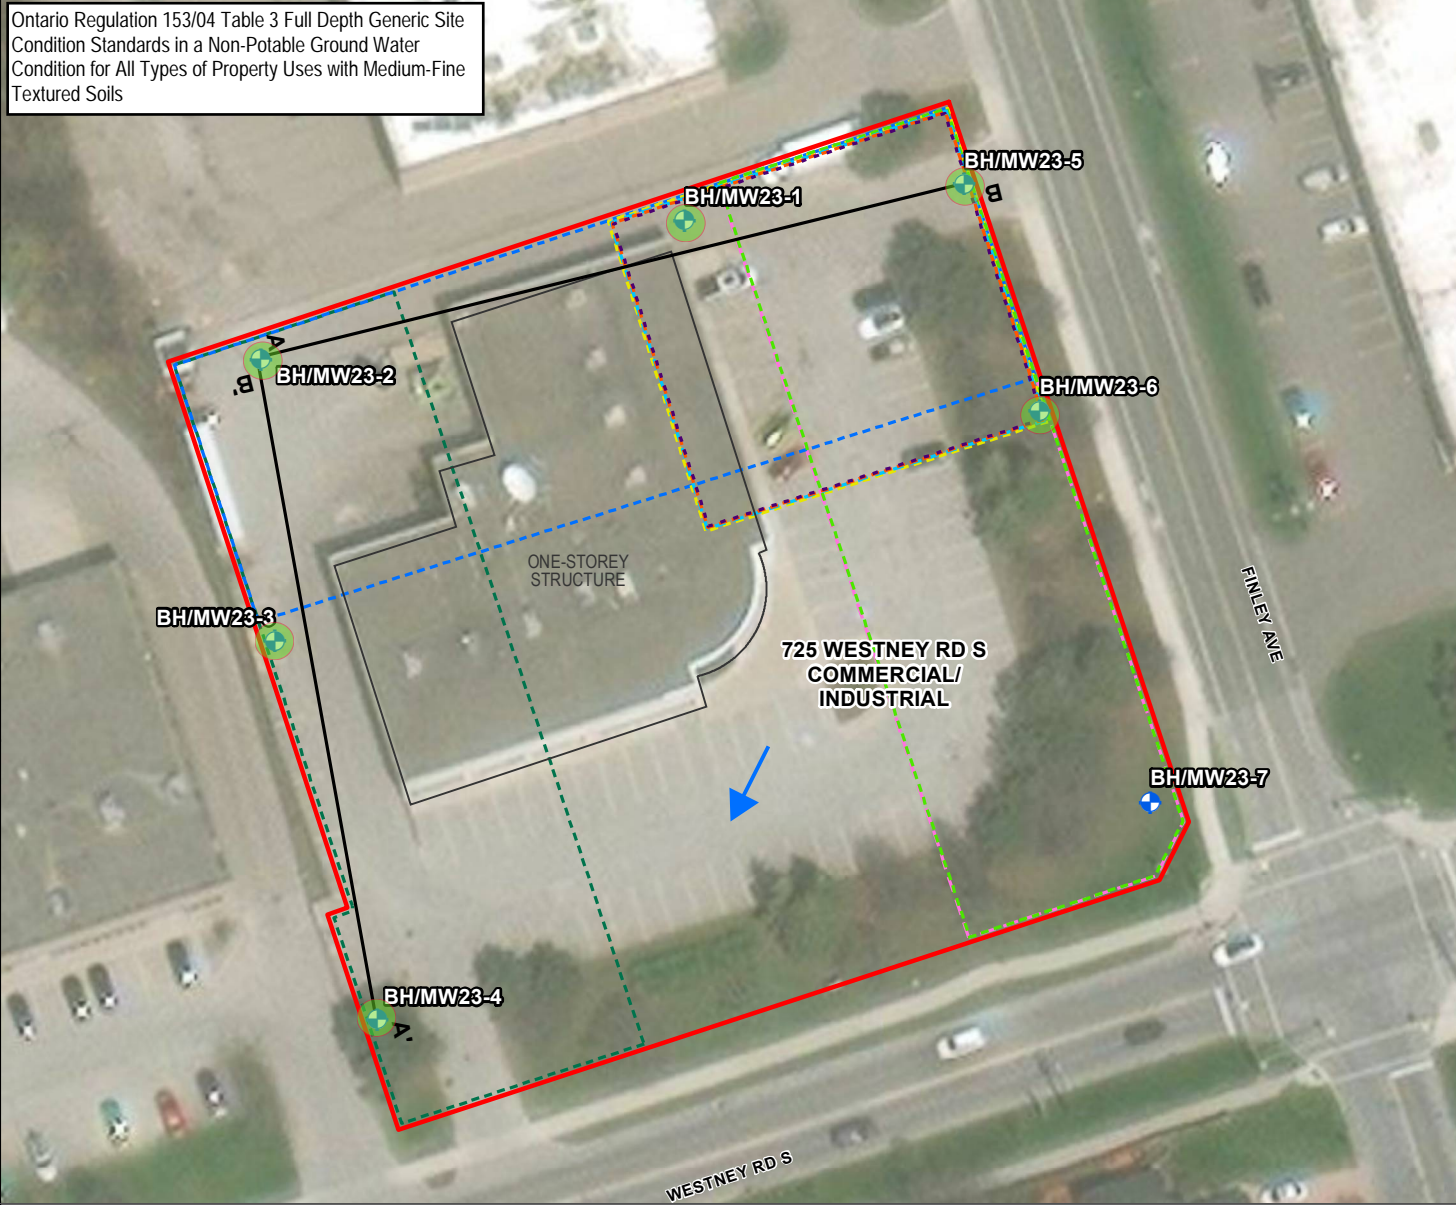 Ontario Regulation 153/04 Table 3 Full Depth Generic Site
Condition Standards in a Non-Potable Ground Water
Condition for All Types of Property Uses with Medium-Fine
Textured Soils
BH/MW23-5
B
BH/MW23-1
A
BH/MW23-2
B'
BH/MW23-6
ONE-STOREY
STRUCTURE
FINLEY AVE
BH/MW23-3
725 WESTNEY RD S
COMMERCIAL/
INDUSTRIAL
BH/MW23-7
BH/MW23-4
A'
WESTNEY RD S